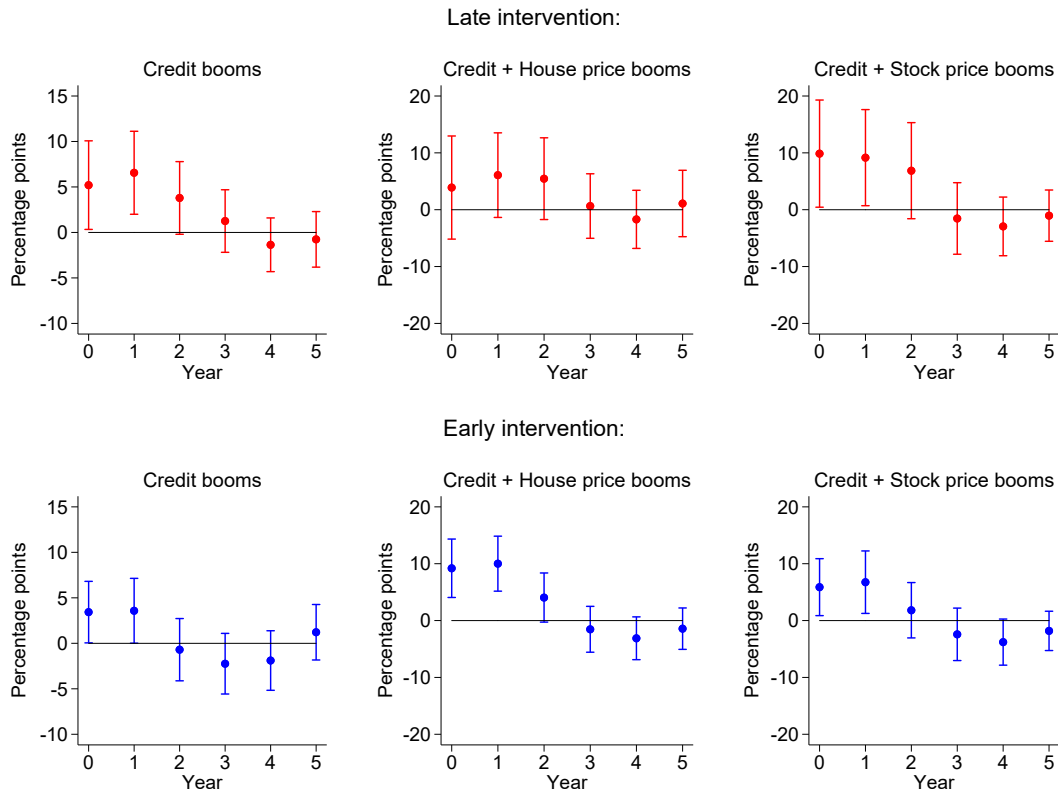 Late intervention:
Credit booms
Credit + House price booms
Credit + Stock price booms
Percentage points
15
10
5
0
-5
-10
0 1 2 3 4 5
Year
Percentage points
20
10
0
-10
-20
0 1 2 3 4 5
Year
Percentage points
20
10
0
-10
-20
0 1 2 3 4 5
Year
Early intervention:
Credit booms
Credit + House price booms
Credit + Stock price booms
Percentage points
15
10
5
0
-5
-10
0 1 2 3 4 5
Year
Percentage points
20
10
0
-10
-20
0 1 2 3 4 5
Year
Percentage points
20
10
0
-10
-20
0 1 2 3 4 5
Year